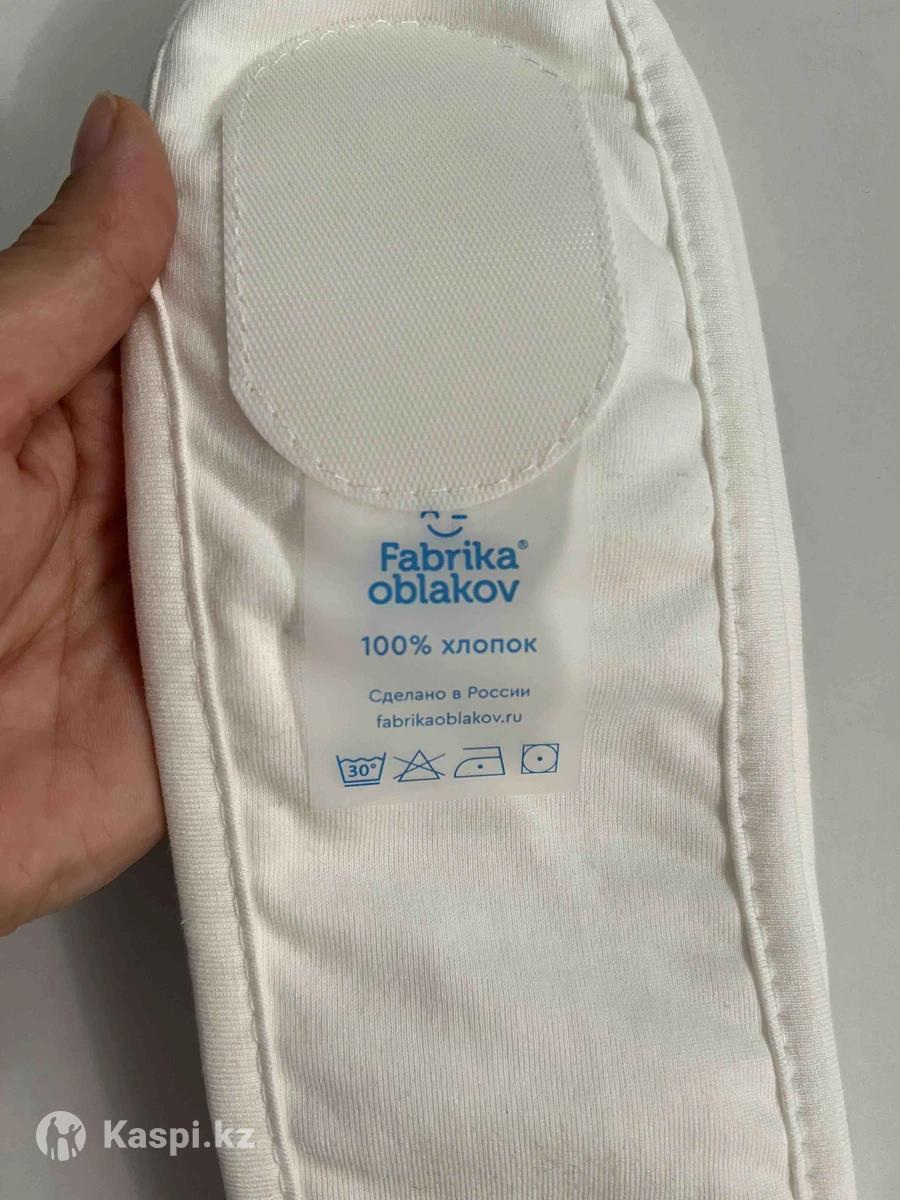 Fabrika®
oblakov
100% хлопок
Сделано в России
fabrikaoblakov.ru
30°
Kaspi.kz